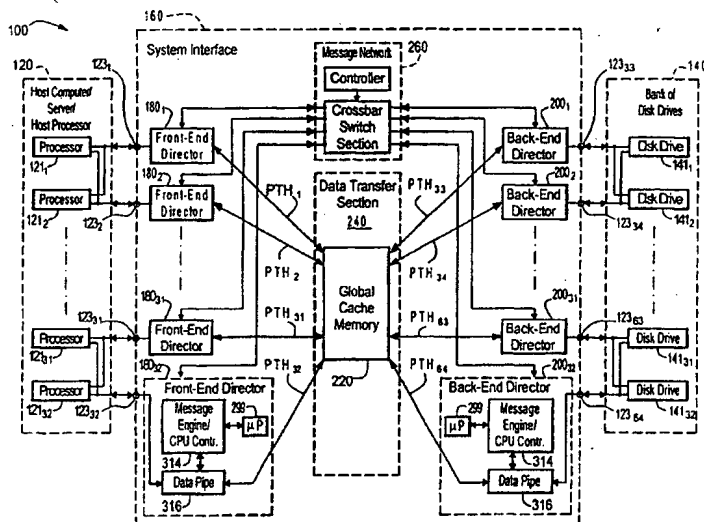 100
160
System Interface
260
Message Network
Controller
Crossbar
Switch
Section
120
Host Computer/
Server/
Host Processor
Processor
121₁
Processor
121₂
Processor
121₃₁
Processor
121₃₂
123₁
123₂
123₃₁
123₃₂
180₁
Front-End
Director
180₂
Front-End
Director
180₃₁
Front-End
Director
180₃₂
Front-End Director
Message
Engine/
CPU Contr.
314
299
µP
Data Pipe
316
PTH₁
PTH₂
PTH₃₁
PTH₃₂
Data Transfer
Section
240
Global
Cache
Memory
220
PTH₃₃
PTH₃₄
PTH₆₃
PTH₆₄
200₁
Back-End
Director
200₂
Back-End
Director
200₃₁
Back-End
Director
200₃₂
Back-End Director
299
µP
Message
Engine/
CPU Contr.
314
Data Pipe
316
123₃₃
123₃₄
123₆₃
123₆₄
140
Bank of
Disk Drives
Disk Drive
141₁
Disk Drive
141₂
Disk Drive
141₃₁
Disk Drive
141₃₂